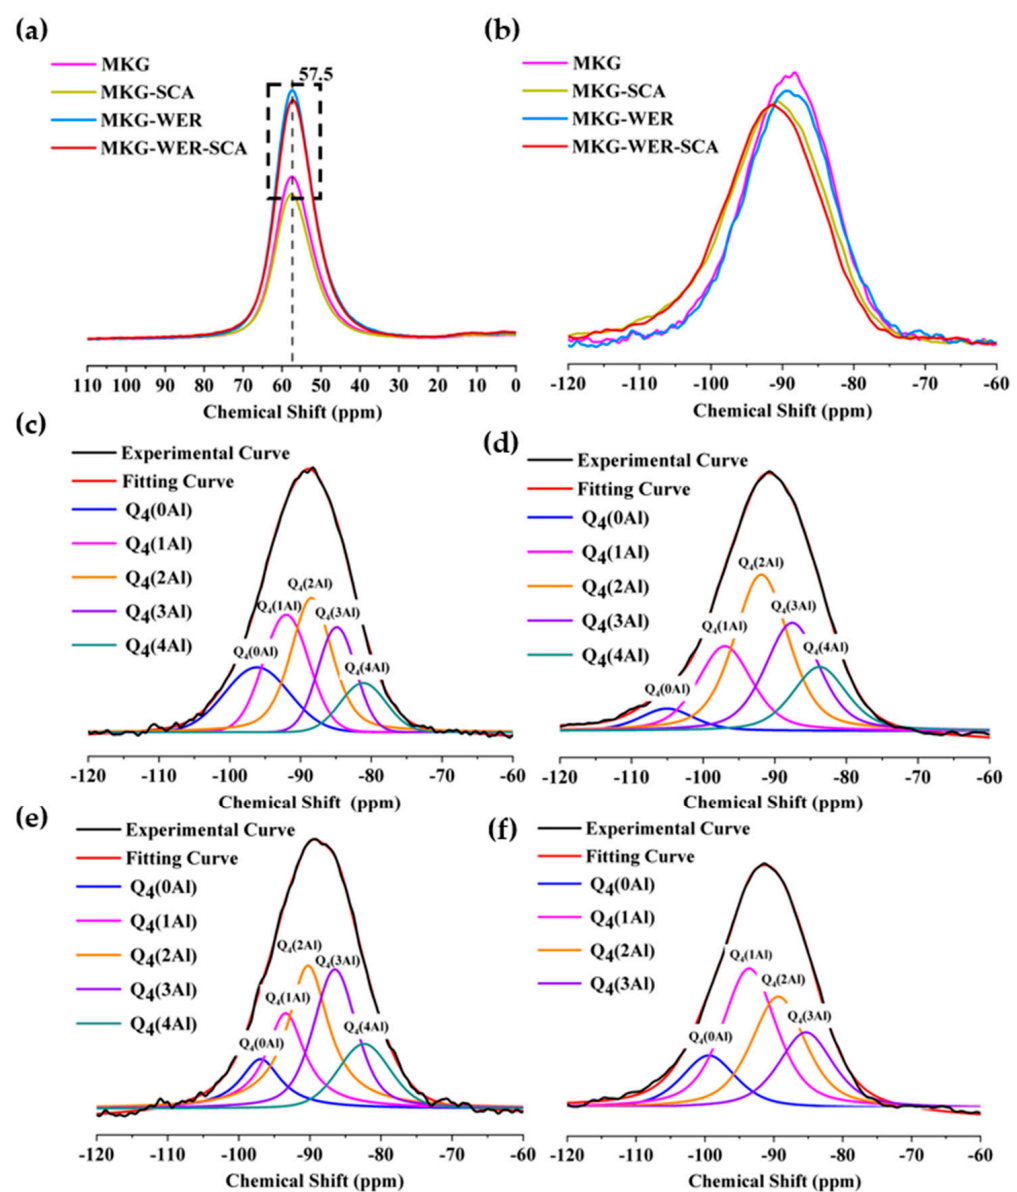 (a)
MKG
MKG-SCA
MKG-WER
MKG-WER-SCA
57.5
110 100 90 80 70 60 50 40 30 20 10 0
Chemical Shift (ppm)
(b)
MKG
MKG-SCA
MKG-WER
MKG-WER-SCA
-120 -110 -100 -90 -80 -70 -60
Chemical Shift (ppm)
(c)
Experimental Curve
Fitting Curve
Q4(0Al)
Q4(1Al)
Q4(2Al)
Q4(3Al)
Q4(4Al)
Q4(2Al)
Q4(1Al)
Q4(3Al)
Q4(0Al)
Q4(4Al)
-120 -110 -100 -90 -80 -70 -60
Chemical Shift (ppm)
(d)
Experimental Curve
Fitting Curve
Q4(0Al)
Q4(1Al)
Q4(2Al)
Q4(3Al)
Q4(4Al)
Q4(2Al)
Q4(3Al)
Q4(1Al)
Q4(4Al)
Q4(0Al)
-120 -110 -100 -90 -80 -70 -60
Chemical Shift (ppm)
(e)
Experimental Curve
Fitting Curve
Q4(0Al)
Q4(1Al)
Q4(2Al)
Q4(3Al)
Q4(4Al)
Q4(2Al)
Q4(3Al)
Q4(1Al)
Q4(4Al)
Q4(0Al)
-120 -110 -100 -90 -80 -70 -60
Chemical Shift (ppm)
(f)
Experimental Curve
Fitting Curve
Q4(0Al)
Q4(1Al)
Q4(2Al)
Q4(3Al)
Q4(1Al)
Q4(2Al)
Q4(3Al)
Q4(0Al)
-120 -110 -100 -90 -80 -70 -60
Chemical Shift (ppm)